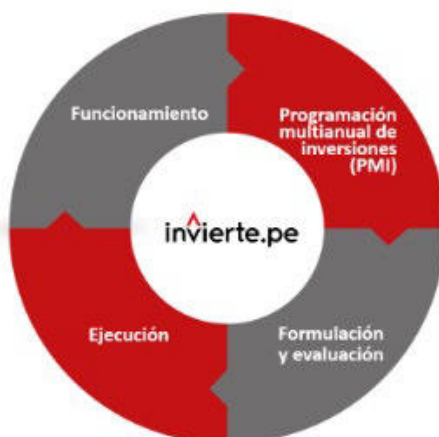 Funcionamiento
Programación
multianual de
inversiones
(PMI)
invierte.pe
Ejecución
Formulación
y evaluación